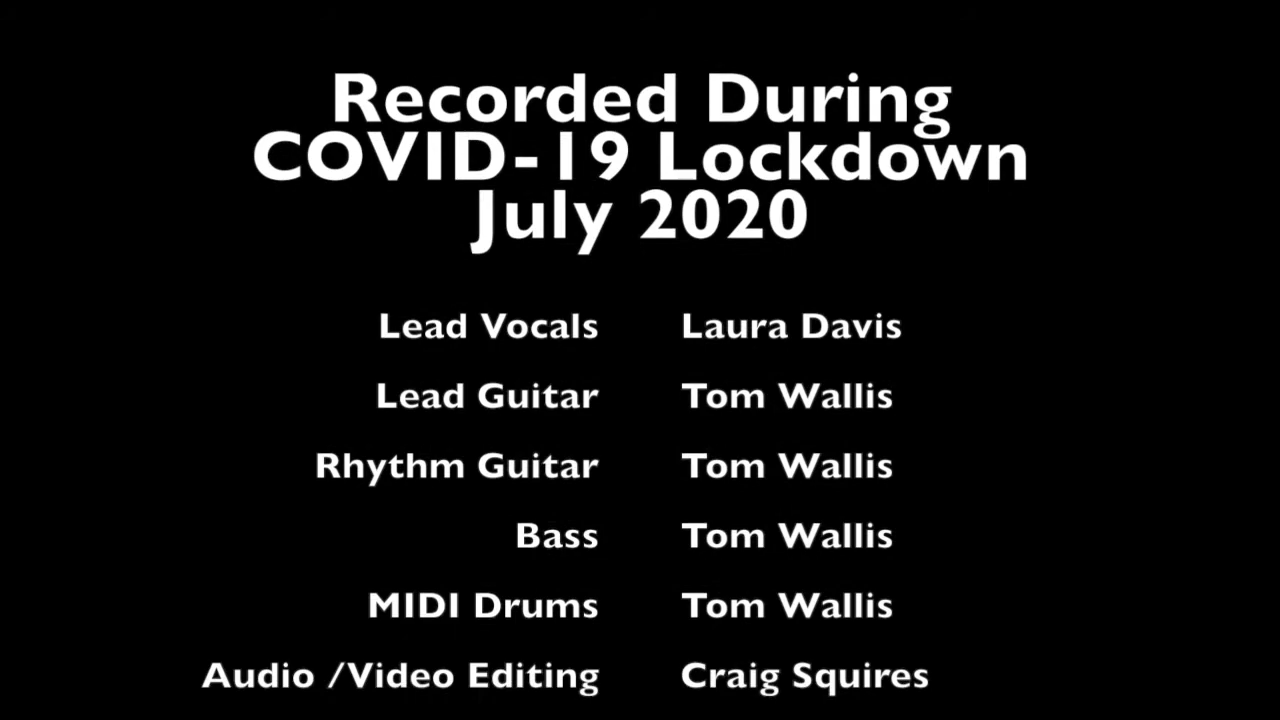 Recorded During
COVID-19 Lockdown
July 2020
Lead Vocals Laura Davis
Lead Guitar Tom Wallis
Rhythm Guitar Tom Wallis
Bass Tom Wallis
MIDI Drums Tom Wallis
Audio /Video Editing Craig Squires